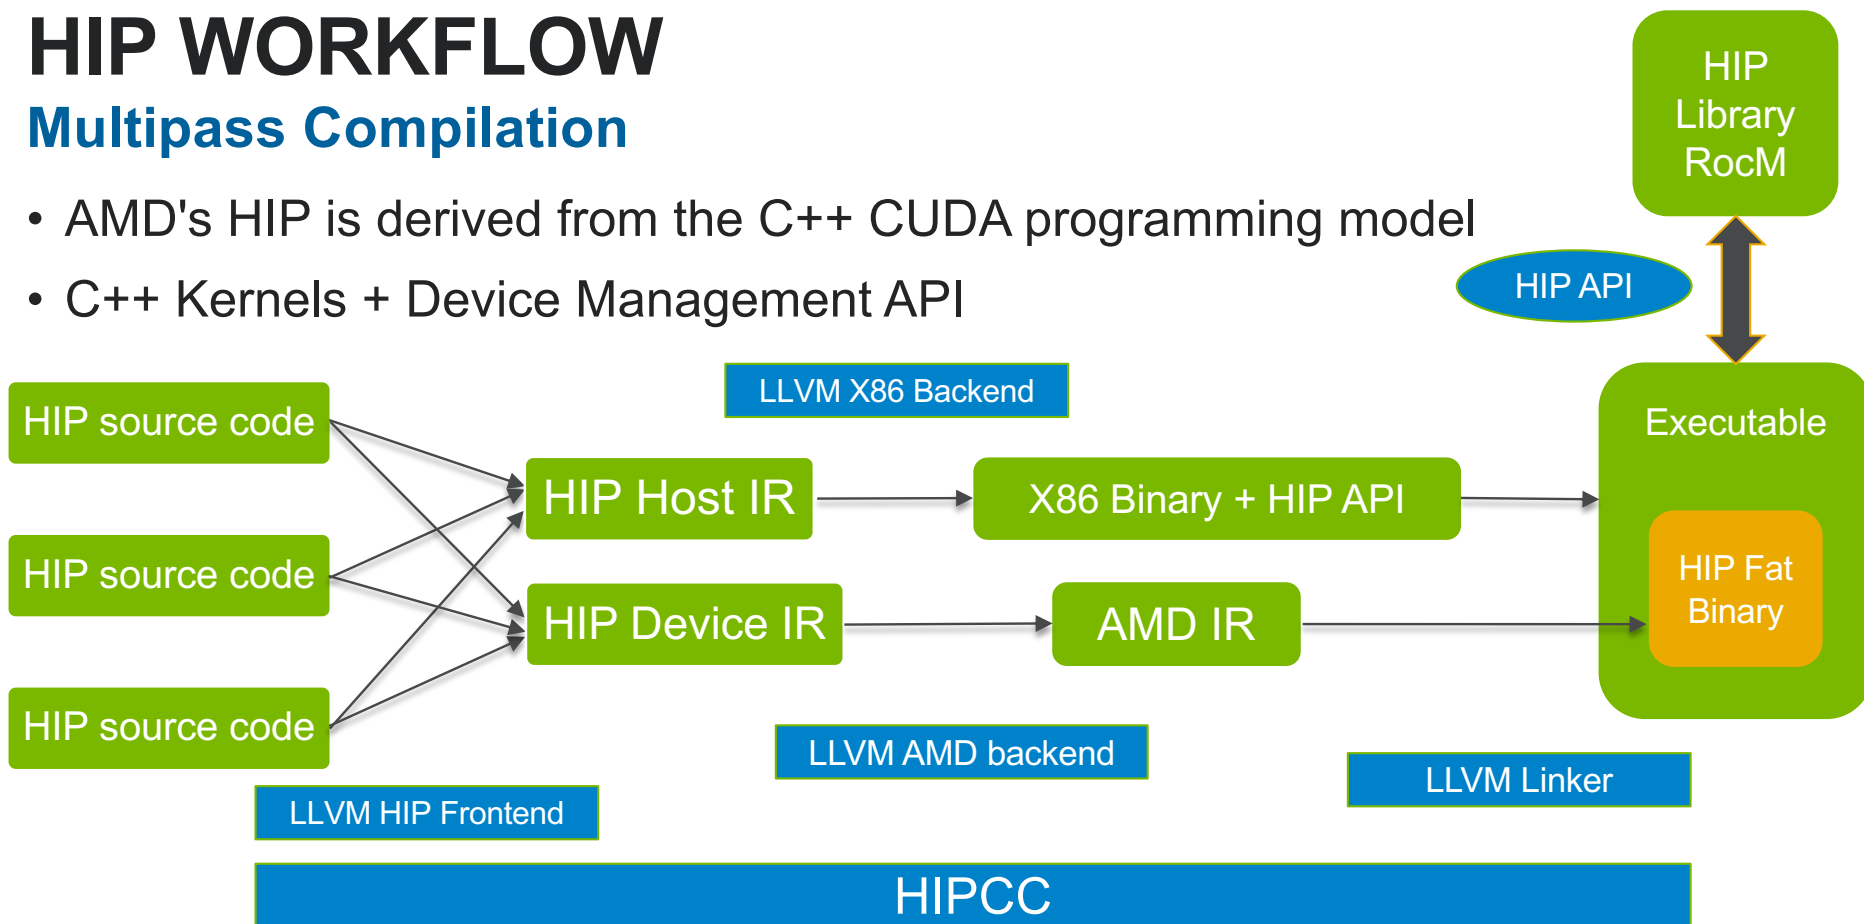 HIP WORKFLOW
Multipass Compilation
• AMD's HIP is derived from the C++ CUDA programming model
• C++ Kernels + Device Management API
HIP
Library
RocM
HIP API
LLVM X86 Backend
HIP source code
HIP source code
HIP source code
HIP Host IR
HIP Device IR
X86 Binary + HIP API
AMD IR
Executable
HIP Fat
Binary
LLVM AMD backend
LLVM Linker
LLVM HIP Frontend
HIPCC